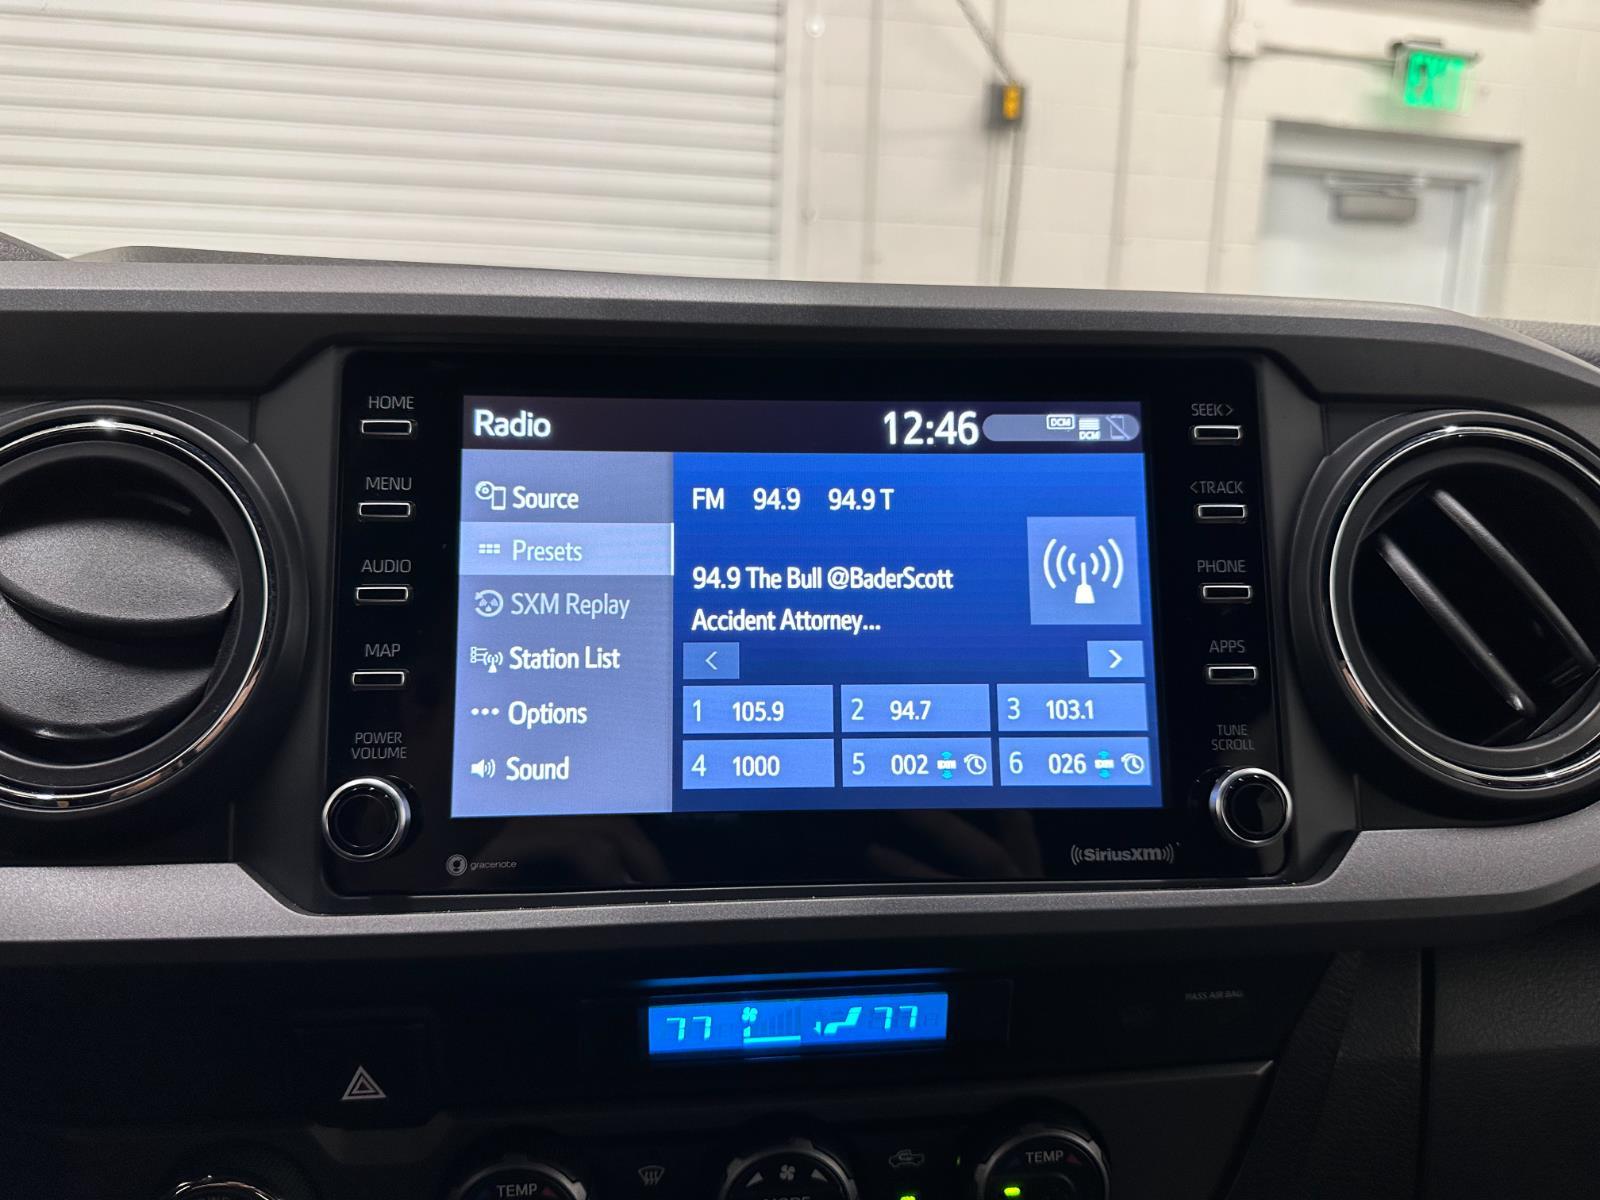 EXIT
HOME
MENU
AUDIO
MAP
POWER
VOLUME
Radio
12:46
DCM
DCM
Source
Presets
SXM Replay
Station List
Options
Sound
FM 94.9 94.9 T
94.9 The Bull @BaderScott
Accident Attorney...
<
>
1 105.9
2 94.7
3 103.1
4 1000
5 002
6 026
SEEK>
<TRACK
PHONE
APPS
TUNE
SCROLL
gracenote
((SiriusXM))
77
77
PASS AIR BAG
TEMP
TEMP